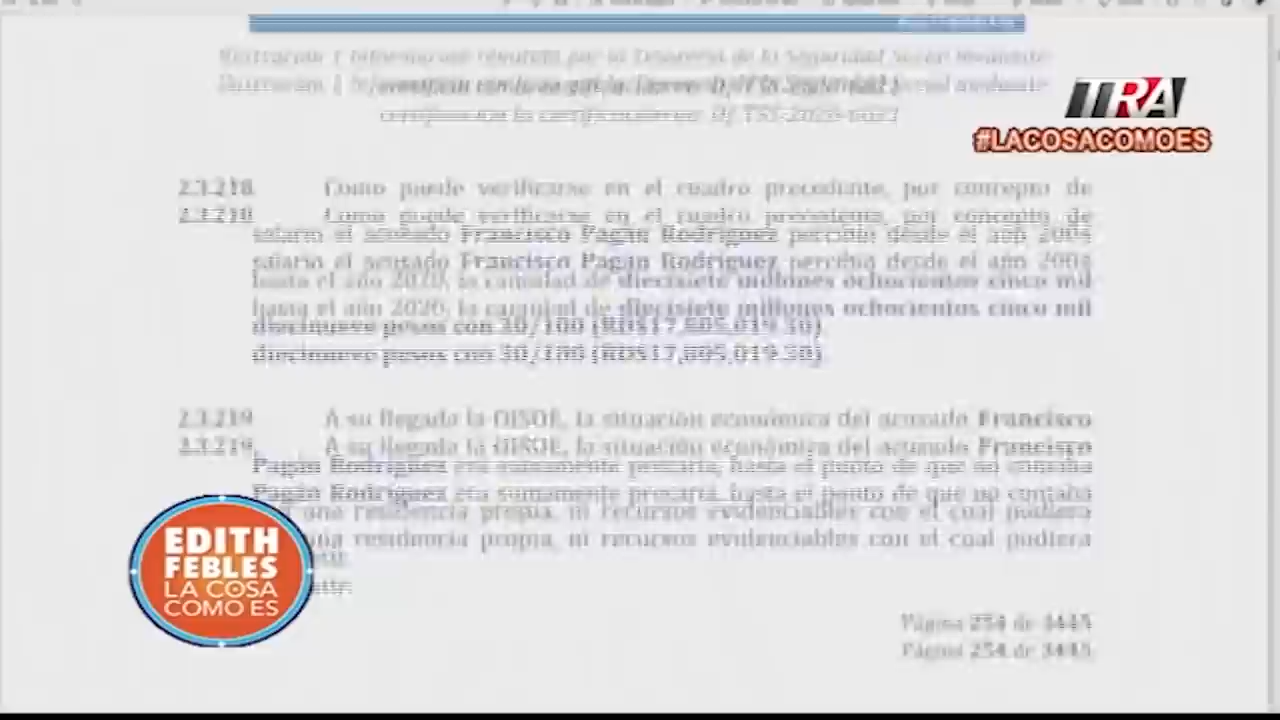 TRA
#LACOSACOMOES
2.3.218. Como puede verificarse en el cuadro precedente, por concepto de
salario el acusado Francisco Pagán Rodríguez percibió desde el año 2004
hasta el año 2020, la cantidad de diecisiete millones ochocientos cinco mil
diecinueve pesos con 30/100 (RD$17,805,019.30)
2.3.219. A su llegada la OISOE, la situación económica del acusado Francisco
Pagán Rodríguez era sumamente precaria, hasta el punto de que no contaba
una residencia propia, ni recursos evidenciables con el cual pudiera
EDITH
FEBLES
LA COSA
COMO ES
Página 254 de 3445